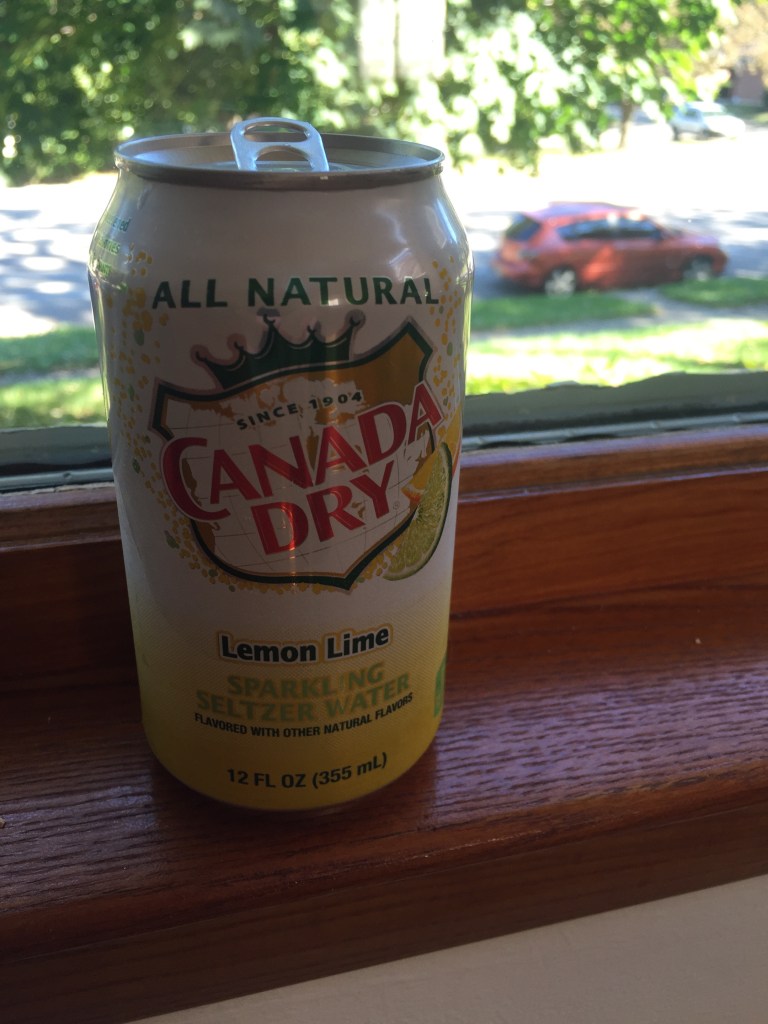 ALL NATURAL
SINCE 1904
CANADA
DRY
Lemon Lime
SPARKLING
SELTZER WATER
FLAVORED WITH OTHER NATURAL FLAVORS
12 FL OZ (355 mL)